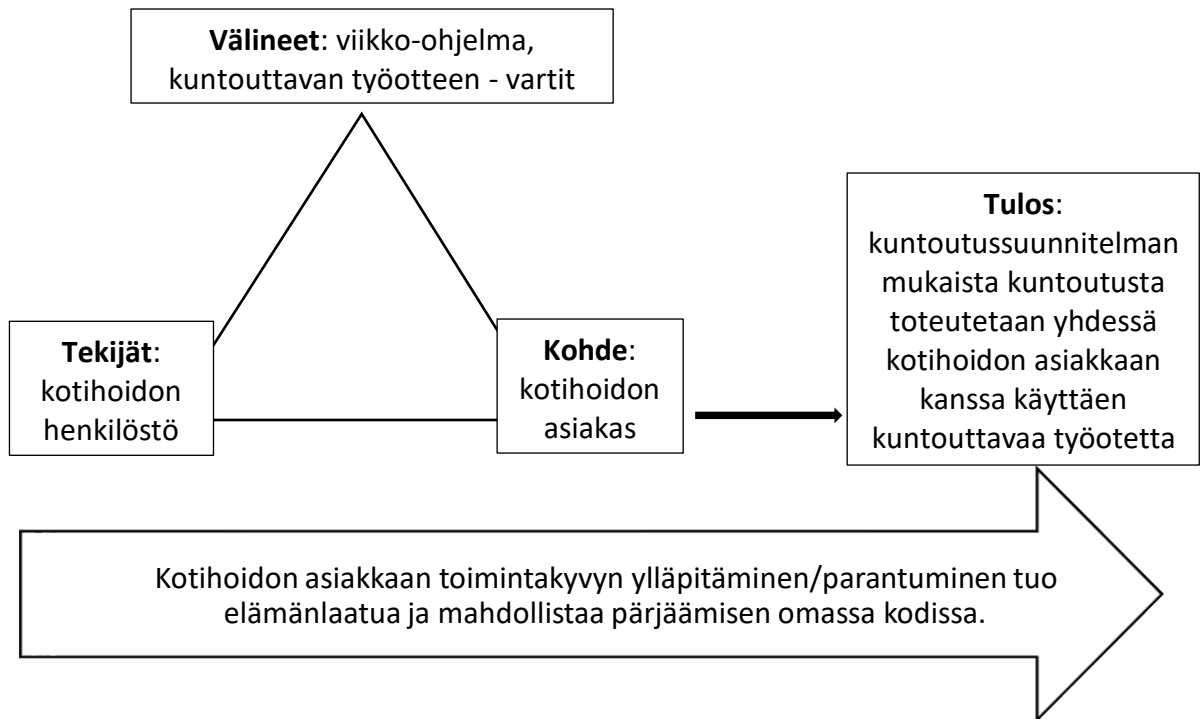 Välineet: viikko-ohjelma,
kuntouttavan työotteen - vartit
Tekijät:
kotihoidon
henkilöstö
Kohde:
kotihoidon
asiakas
Tulos:
kuntoutussuunnitelman
mukaista kuntoutusta
toteutetaan yhdessä
kotihoidon asiakkaan
kanssa käyttäen
kuntouttavaa työotetta
Kotihoidon asiakkaan toimintakyvyn ylläpitäminen/parantuminen tuo
elämänlaatua ja mahdollistaa pärjäämisen omassa kodissa.